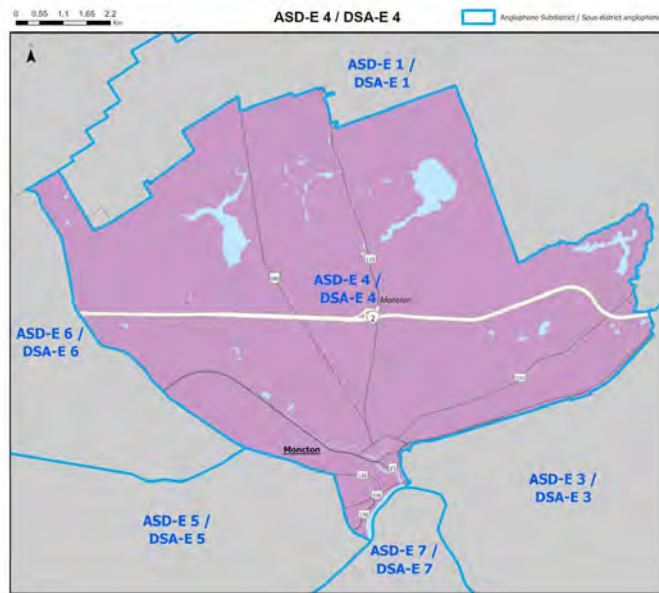 0 0.55 1.1 1.65 2.2
Km
ASD-E 4 / DSA-E 4
Anglophone Subdistrict / Sous-district anglophone
ASD-E 1 /
DSA-E 1
ASD-E 4 /
DSA-E 4
Moncton
2
ASD-E 6 /
DSA-E 6
Moncton
ASD-E 3 /
DSA-E 3
ASD-E 5 /
DSA-E 5
ASD-E 7 /
DSA-E 7